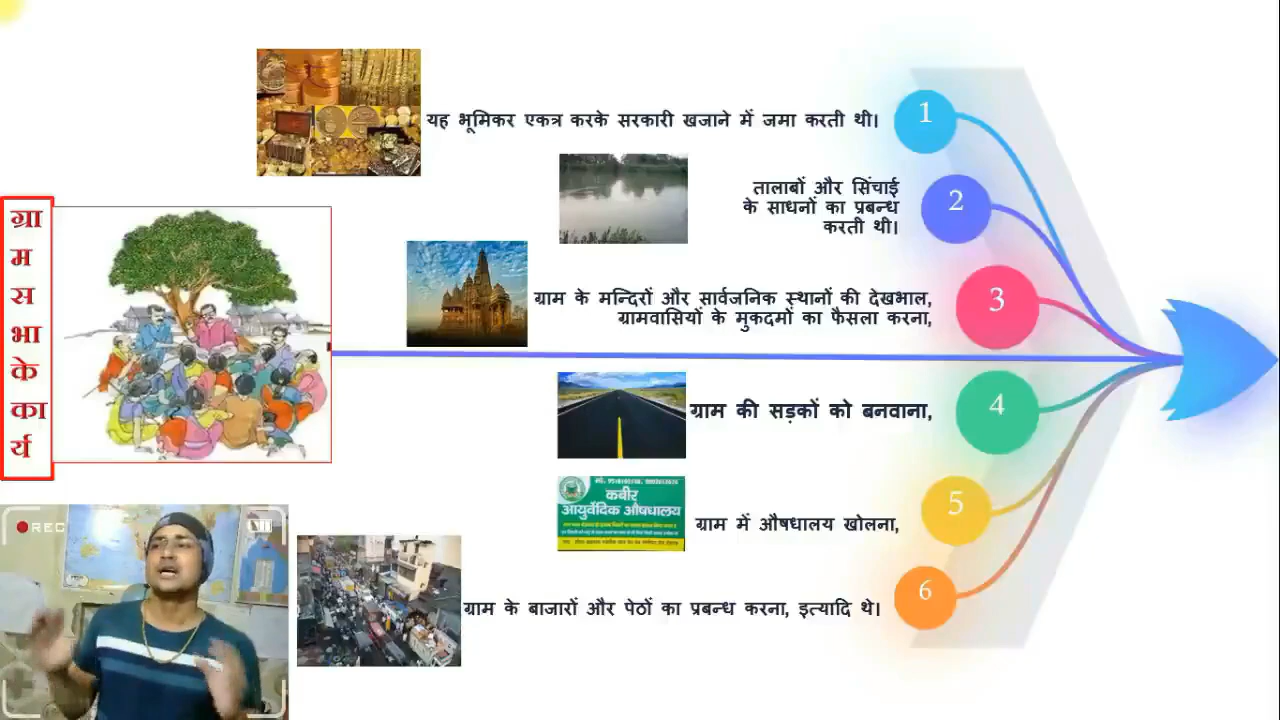 ग्रा
म
स
भा
के
का
र्य
यह भूमिकर एकत्र करके सरकारी खजाने में जमा करती थी।
1
तालाबों और सिंचाई
के साधनों का प्रबन्ध
करती थी।
2
ग्राम के मन्दिरों और सार्वजनिक स्थानों की देखभाल,
ग्रामवासियों के मुकदमों का फैसला करना,
3
ग्राम की सड़कों को बनवाना,
4
कबीर
आयुर्वेदिक औषधालय
ग्राम में औषधालय खोलना,
5
ग्राम के बाजारों और पेठों का प्रबन्ध करना, इत्यादि थे।
6
REC